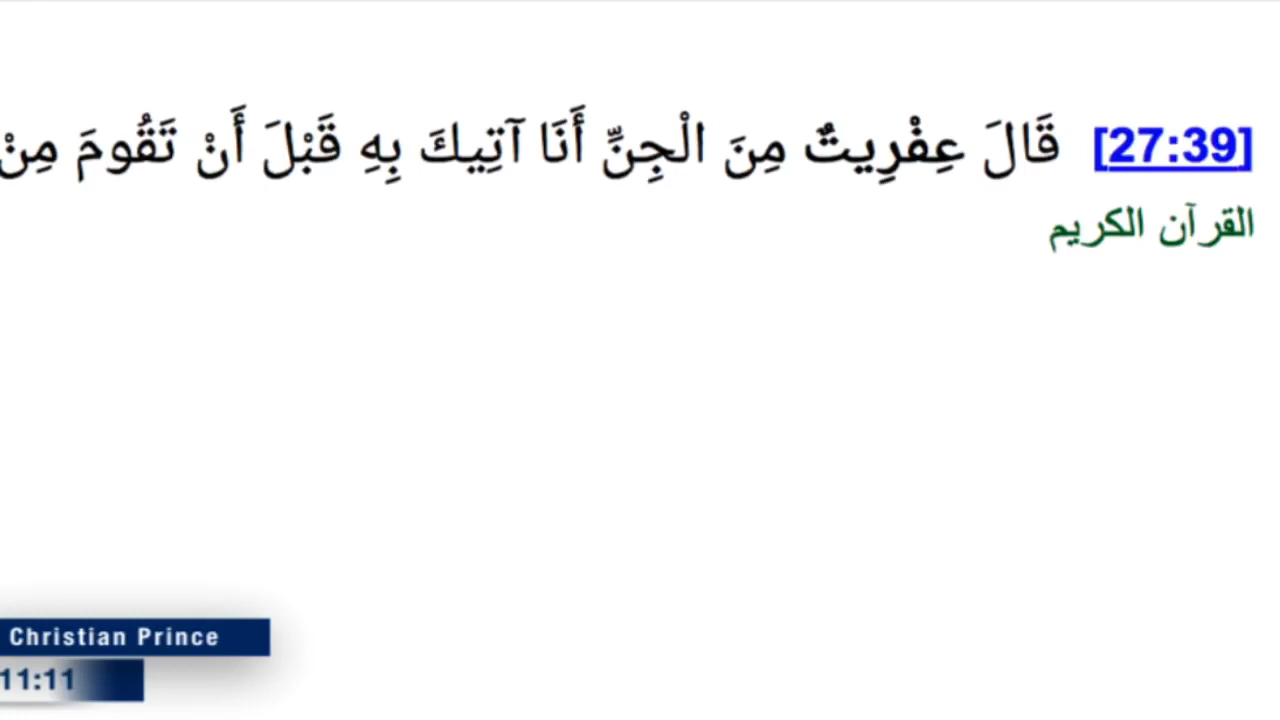 [27:39] قَالَ عِفْرِيتٌ مِنَ الْجِنِّ أَنَا آتِيكَ بِهِ قَبْلَ أَنْ تَقُومَ مِنْ
القرآن الكريم
Christian Prince
11:11